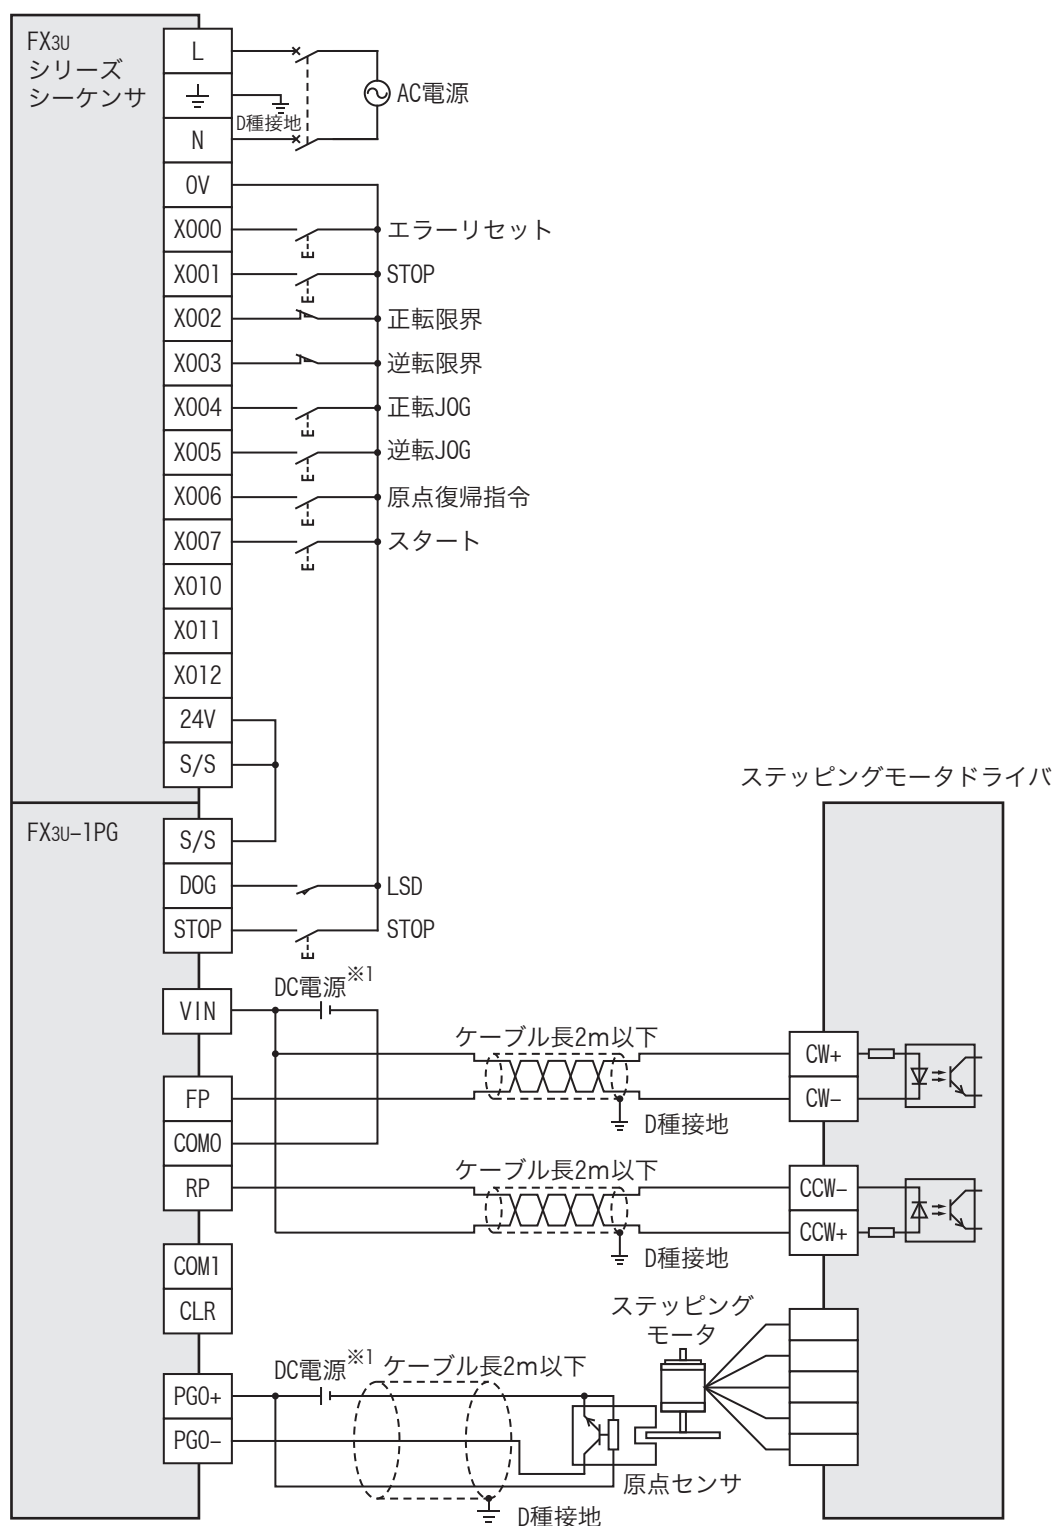 FX3U
シリーズ
シーケンサ
L
AC電源
D種接地
N
0V
X000
エラーリセット
X001
STOP
X002
正転限界
X003
逆転限界
X004
正転JOG
X005
逆転JOG
X006
原点復帰指令
X007
スタート
X010
X011
X012
24V
S/S
ステッピングモータドライバ
FX3U-1PG
S/S
DOG
LSD
STOP
STOP
DC電源※1
VIN
ケーブル長2m以下
CW+
FP
CW-
D種接地
COM0
ケーブル長2m以下
RP
CCW-
CCW+
D種接地
COM1
CLR
ステッピング
モータ
DC電源※1
ケーブル長2m以下
PG0+
PG0-
原点センサ
D種接地